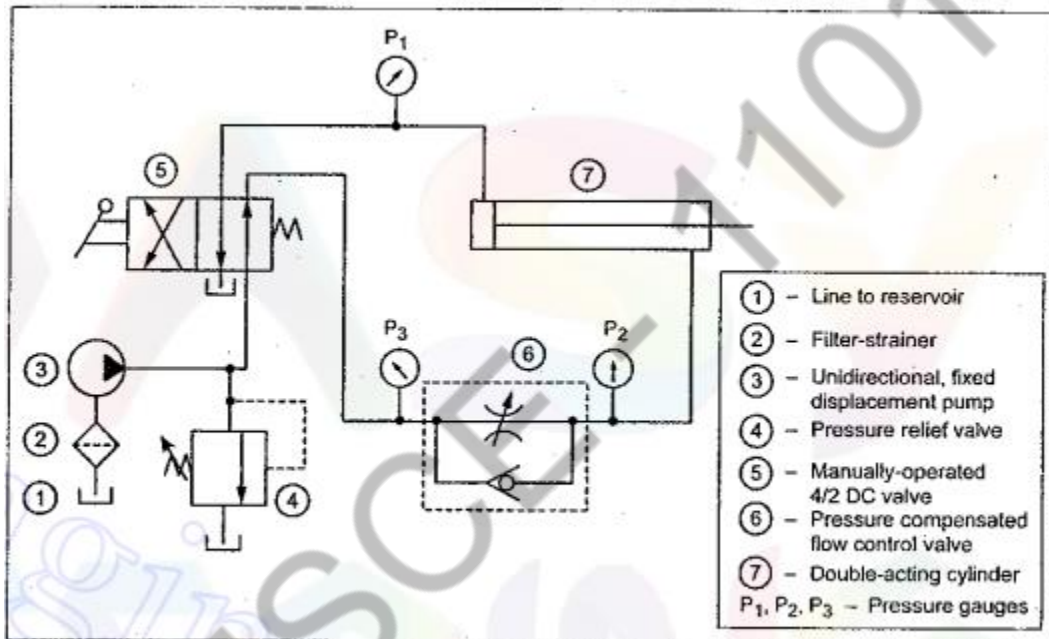 P1
5
7
P3
P2
6
3
2
1
4
1 – Line to reservoir
2 – Filter-strainer
3 – Unidirectional, fixed
displacement pump
4 – Pressure relief valve
5 – Manually-operated
4/2 DC valve
6 – Pressure compensated
flow control valve
7 – Double-acting cylinder
P1, P2, P3 – Pressure gauges
SCE - 110